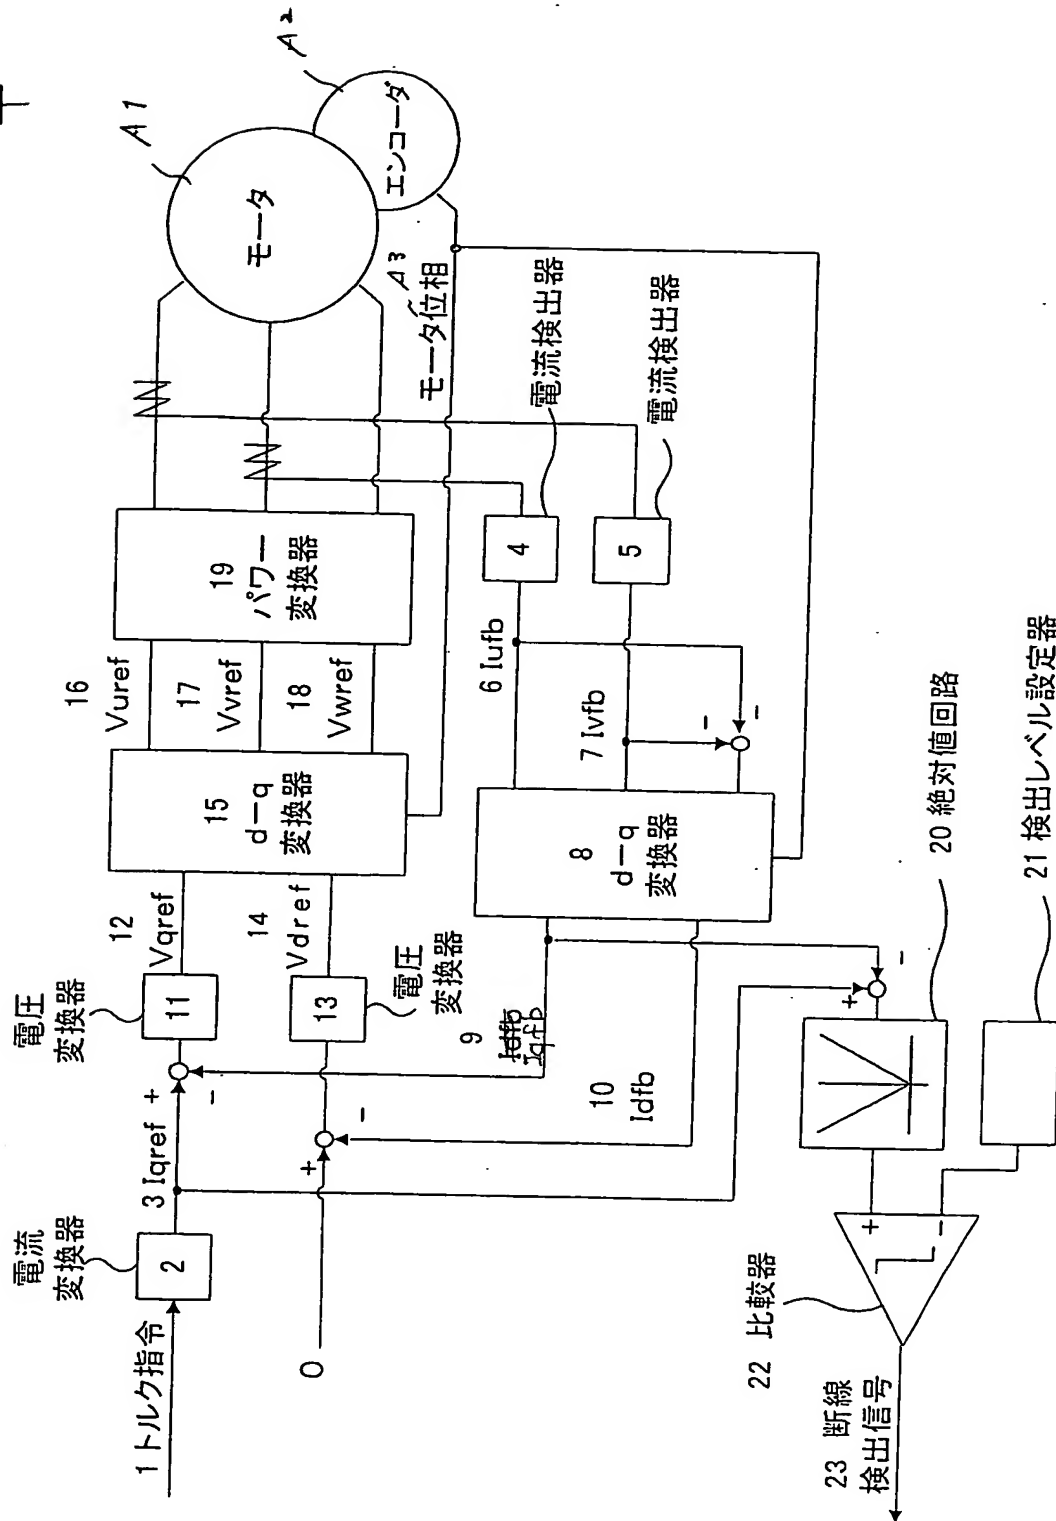 1トルク指令
電流
変換器
2
3 Iqref
+
-
電圧
変換器
11
12
Vqref
0
+
-
13
電圧
変換器
14
Vdref
15
d-q
変換器
16
Vuref
17
Vvref
18
Vwref
19
パワー
変換器
モータ
A1
エンコーダ
A2
A3
モータ位相
4
電流検出器
5
電流検出器
6 Iufb
7 Ivfb
-
-
8
d-q
変換器
9
Idfb
Iqfb
10
Idfb
+
-
20 絶対値回路
21 検出レベル設定器
+
-
22 比較器
23 断線
検出信号